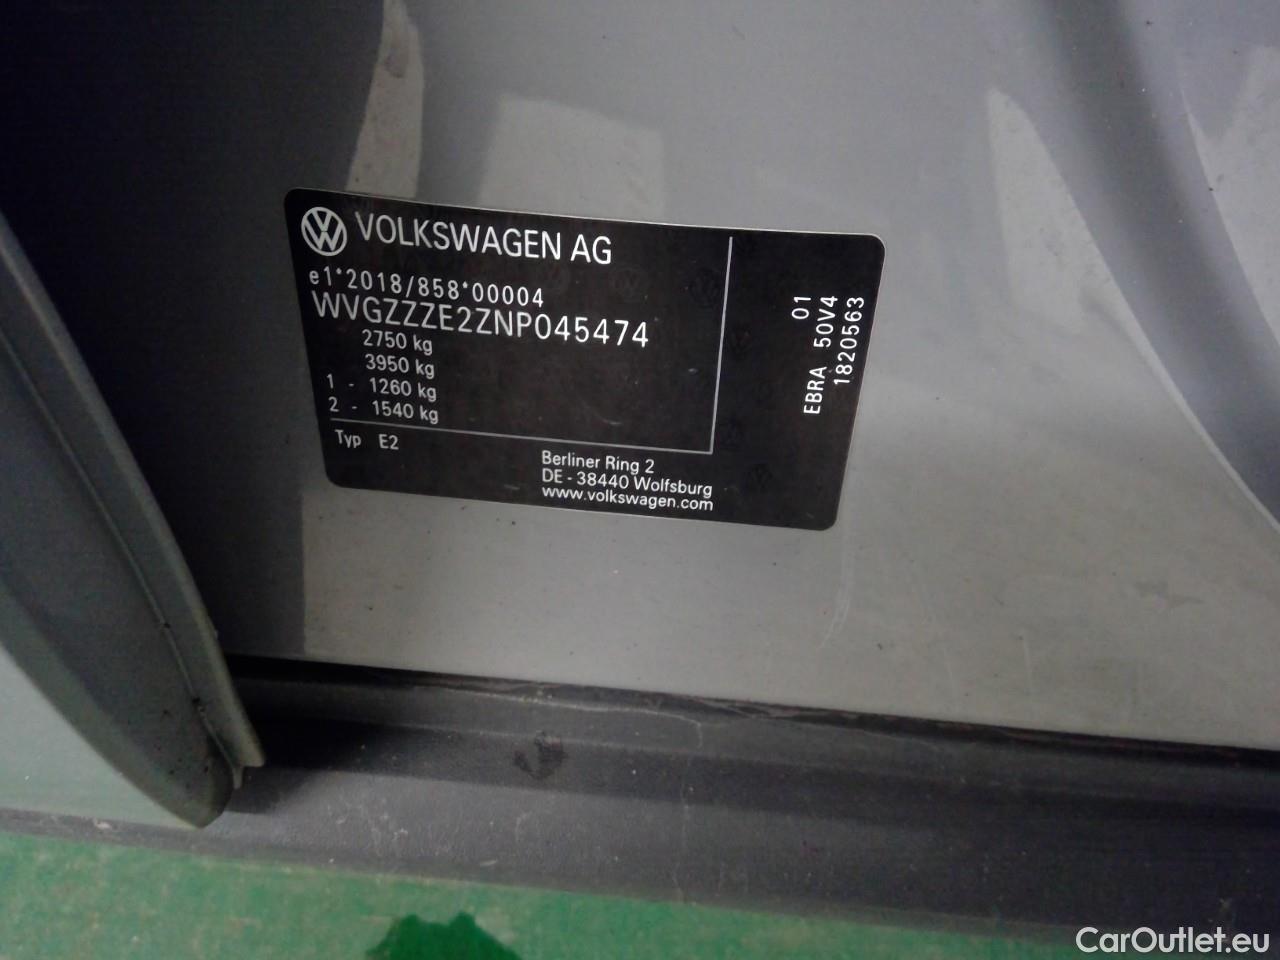 VOLKSWAGEN AG
e1*2018/858*00004
WVGZZZE2ZNP045474
2750 kg
3950 kg
1 - 1260 kg
2 - 1540 kg
Typ E2
Berliner Ring 2
DE - 38440 Wolfsburg
www.volkswagen.com
01
EBRA 50V4
1820563
CarOutlet.eu